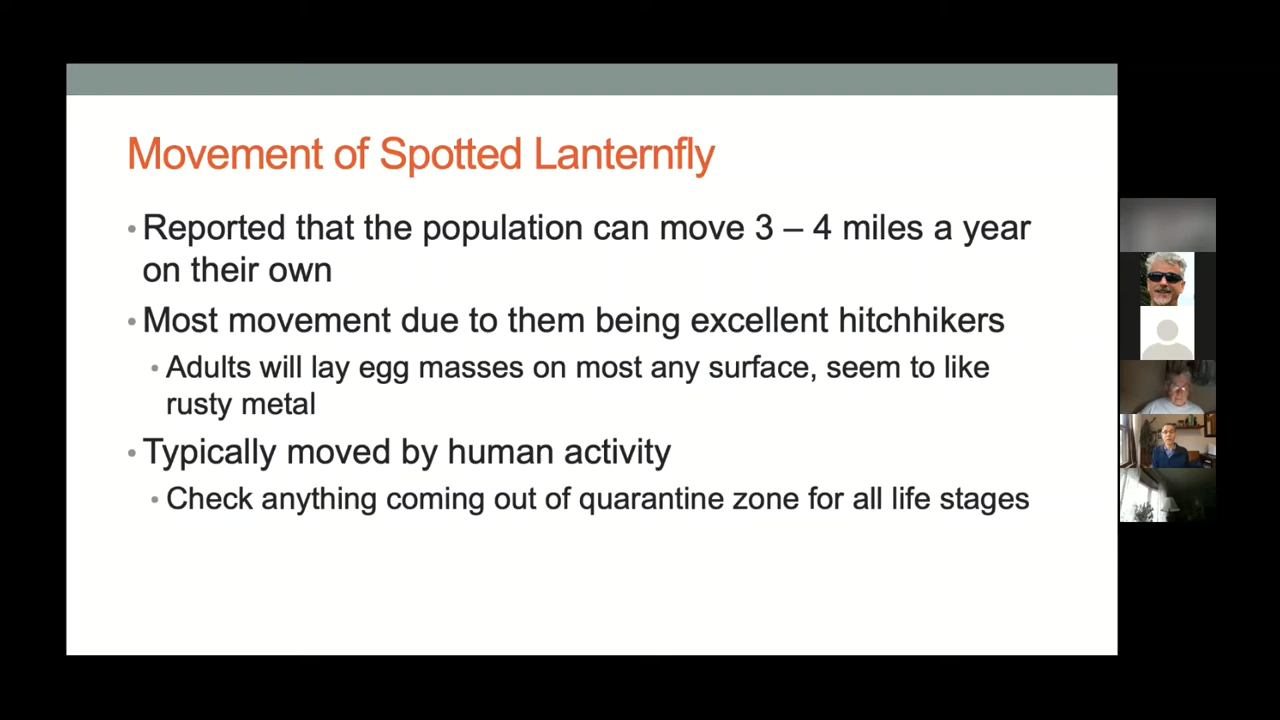 Movement of Spotted Lanternfly
• Reported that the population can move 3 – 4 miles a year
on their own
• Most movement due to them being excellent hitchhikers
• Adults will lay egg masses on most any surface, seem to like
rusty metal
• Typically moved by human activity
• Check anything coming out of quarantine zone for all life stages